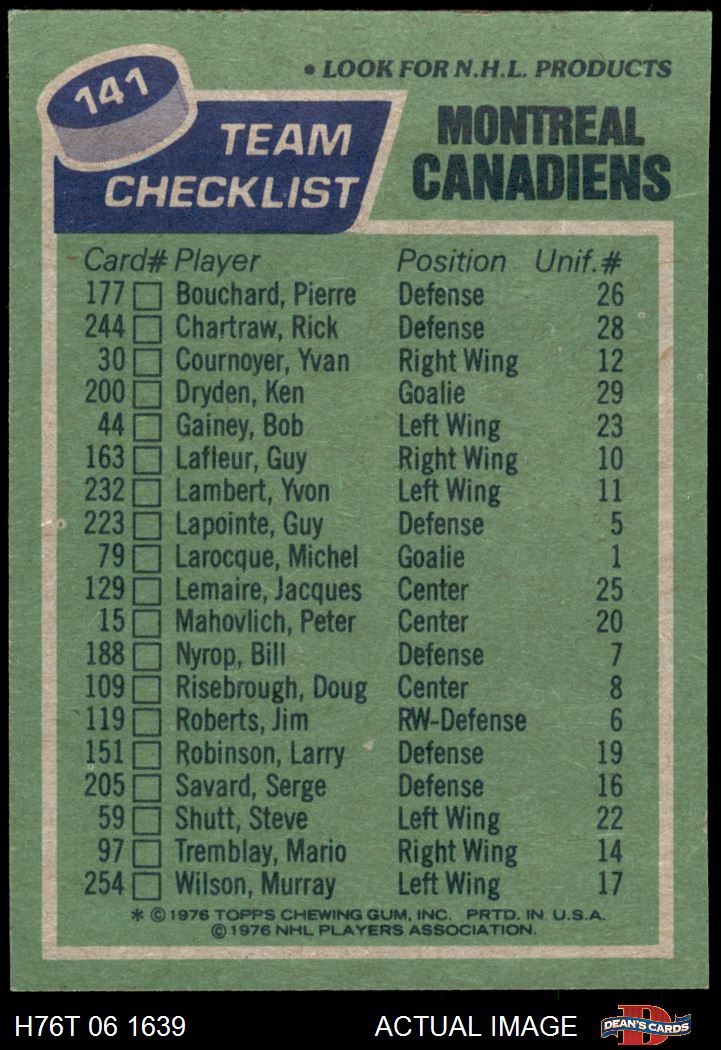 141
• LOOK FOR N.H.L. PRODUCTS
TEAM CHECKLIST
MONTREAL
CANADIENS
Card# Player Position Unif.#
177 Bouchard, Pierre Defense 26
244 Chartraw, Rick Defense 28
30 Cournoyer, Yvan Right Wing 12
200 Dryden, Ken Goalie 29
44 Gainey, Bob Left Wing 23
163 Lafleur, Guy Right Wing 10
232 Lambert, Yvon Left Wing 11
223 Lapointe, Guy Defense 5
79 Larocque, Michel Goalie 1
129 Lemaire, Jacques Center 25
15 Mahovlich, Peter Center 20
188 Nyrop, Bill Defense 7
109 Risebrough, Doug Center 8
119 Roberts, Jim RW-Defense 6
151 Robinson, Larry Defense 19
205 Savard, Serge Defense 16
59 Shutt, Steve Left Wing 22
97 Tremblay, Mario Right Wing 14
254 Wilson, Murray Left Wing 17
* © 1976 TOPPS CHEWING GUM, INC. PRTD. IN U.S.A.
© 1976 NHL PLAYERS ASSOCIATION.
H76T 06 1639 ACTUAL IMAGE D DEAN'S CARDS